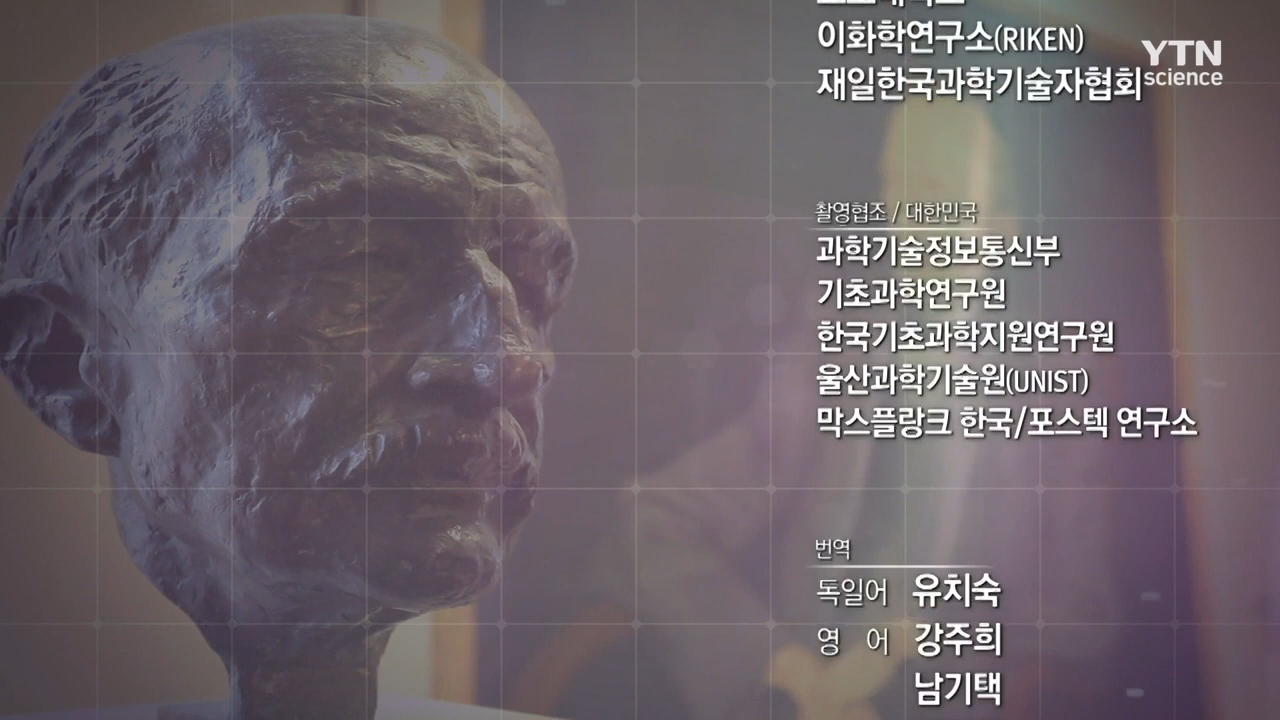 이화학연구소(RIKEN)
재일한국과학기술자협회
YTN
science
촬영협조 / 대한민국
과학기술정보통신부
기초과학연구원
한국기초과학지원연구원
울산과학기술원(UNIST)
막스플랑크 한국/포스텍 연구소
번역
독일어 유치숙
영 어 강주희
남기택